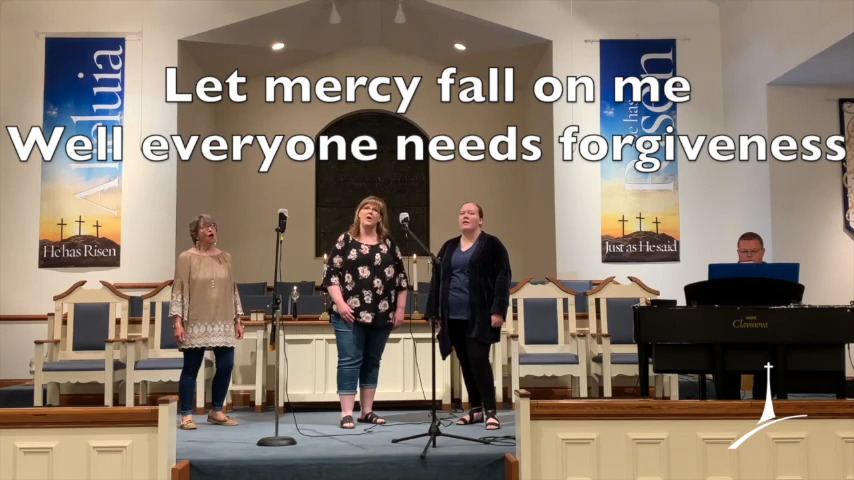 Let mercy fall on me
Well everyone needs forgiveness
Alleluia
He has Risen
He has
Risen
Just as He said
Clavinova